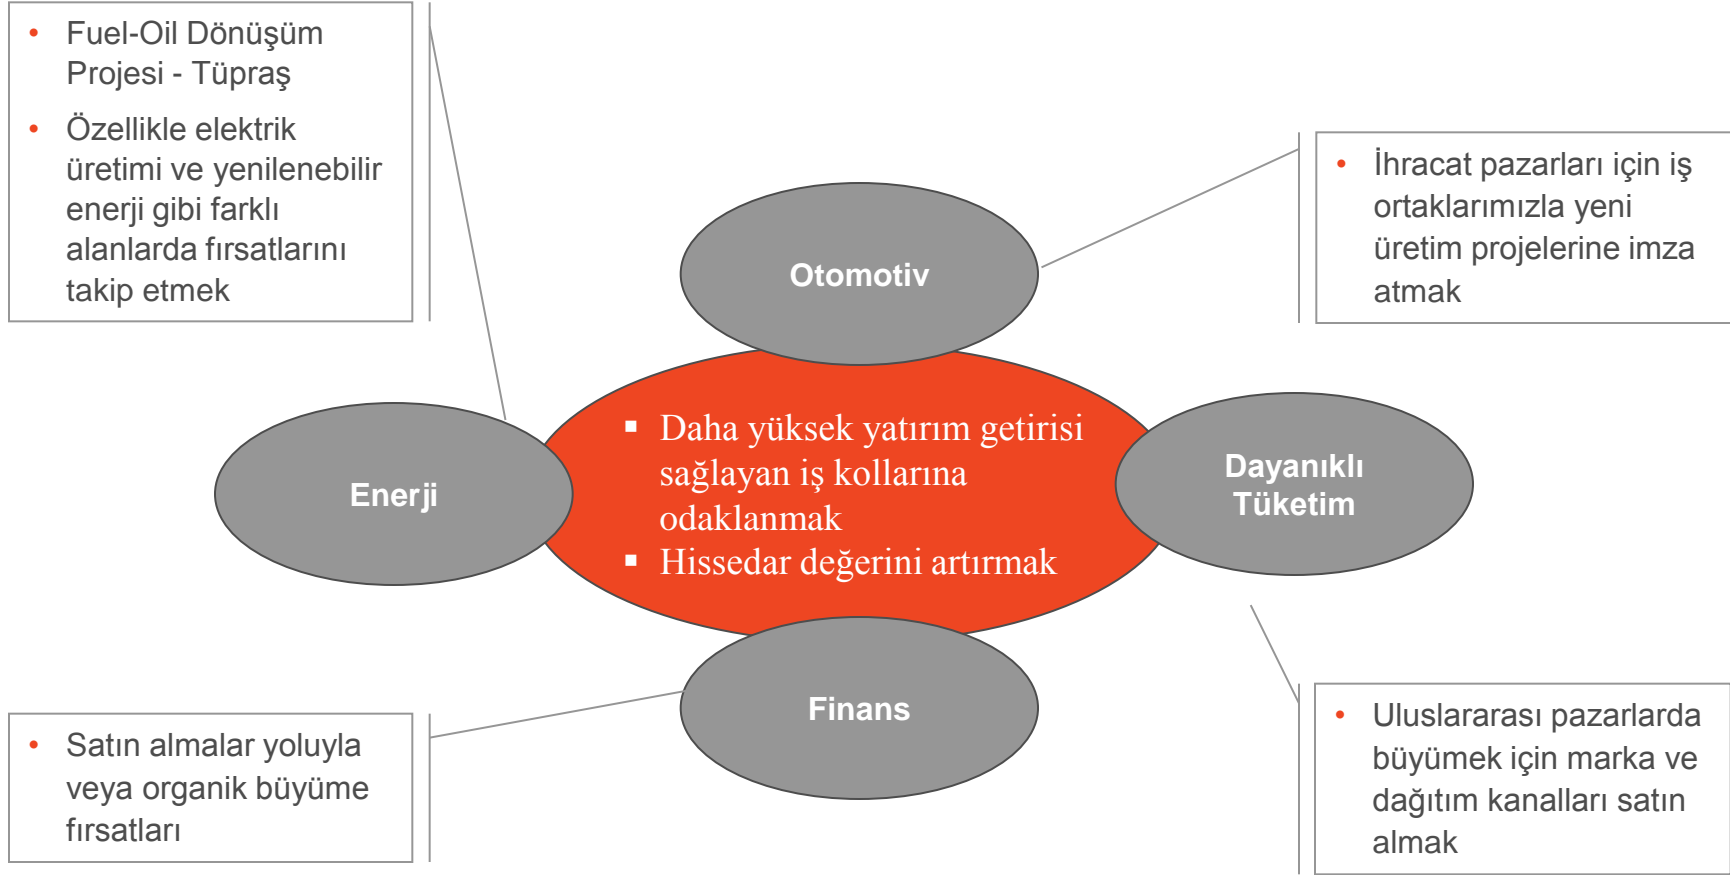 • Fuel-Oil Dönüşüm
Projesi - Tüpraş
• Özellikle elektrik
üretimi ve yenilenebilir
enerji gibi farklı
alanlarda fırsatlarını
takip etmek
• İhracat pazarları için iş
ortaklarımızla yeni
üretim projelerine imza
atmak
Otomotiv
Enerji
▪ Daha yüksek yatırım getirisi
sağlayan iş kollarına
odaklanmak
▪ Hissedar değerini artırmak
Dayanıklı
Tüketim
Finans
• Satın almalar yoluyla
veya organik büyüme
fırsatları
• Uluslararası pazarlarda
büyümek için marka ve
dağıtım kanalları satın
almak